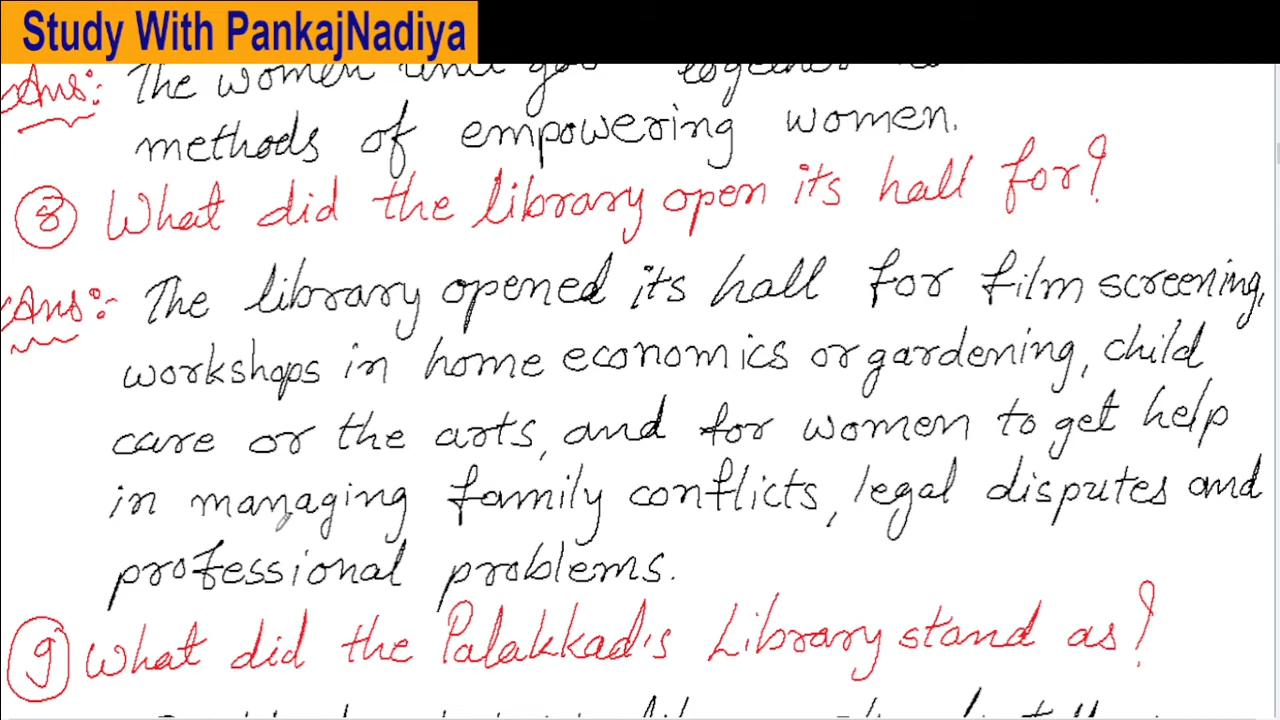 Study With PankajNadiya
Ans: The women
methods of empowering women.
8 What did the library open its hall for?
Ans:- The library opened its hall for film screening,
workshops in home economics or gardening, child
care or the arts, and for women to get help
in managing family conflicts, legal disputes and
professional problems.
9 What did the Palakkad's Library stand as?